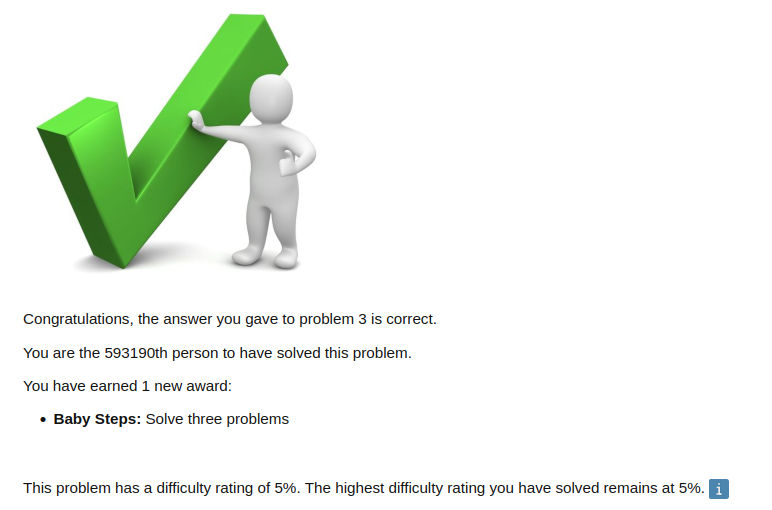 Congratulations, the answer you gave to problem 3 is correct.
You are the 593190th person to have solved this problem.
You have earned 1 new award:
• Baby Steps: Solve three problems
This problem has a difficulty rating of 5%. The highest difficulty rating you have solved remains at 5%. i